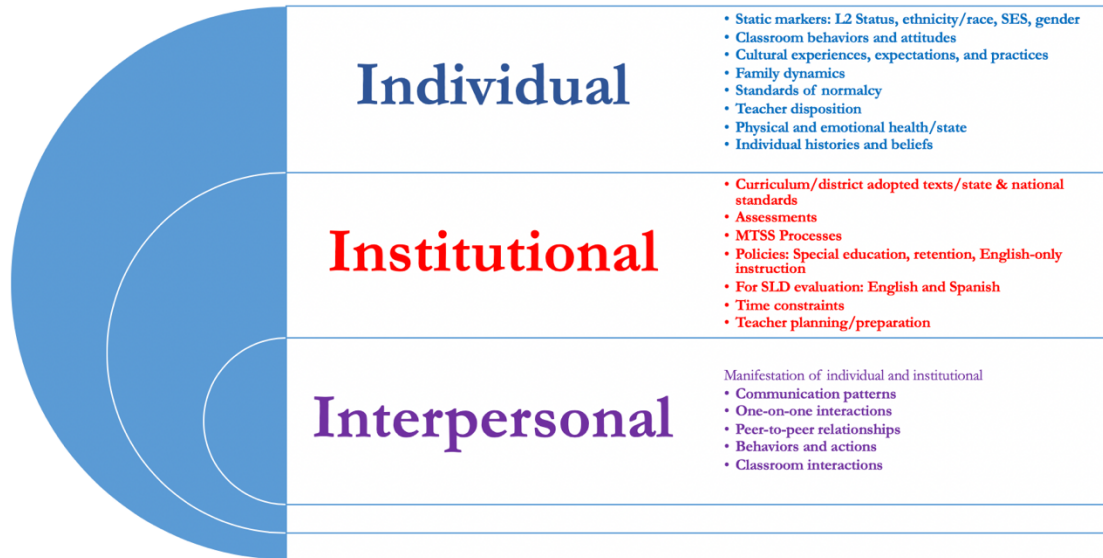 Individual
• Static markers: L2 Status, ethnicity/race, SES, gender
• Classroom behaviors and attitudes
• Cultural experiences, expectations, and practices
• Family dynamics
• Standards of normalcy
• Teacher disposition
• Physical and emotional health/state
• Individual histories and beliefs
Institutional
• Curriculum/district adopted texts/state & national
standards
• Assessments
• MTSS Processes
• Policies: Special education, retention, English-only
instruction
• For SLD evaluation: English and Spanish
• Time constraints
• Teacher planning/preparation
Interpersonal
Manifestation of individual and institutional
• Communication patterns
• One-on-one interactions
• Peer-to-peer relationships
• Behaviors and actions
• Classroom interactions